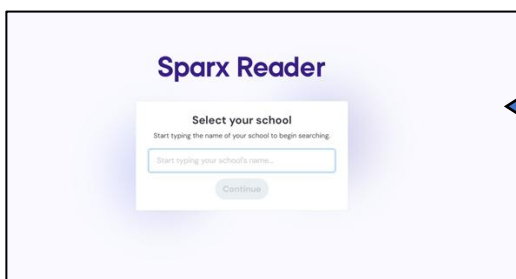 Sparx Reader
Select your school
Start typing the name of your school to begin searching.
Start typing your school's name...
Continue